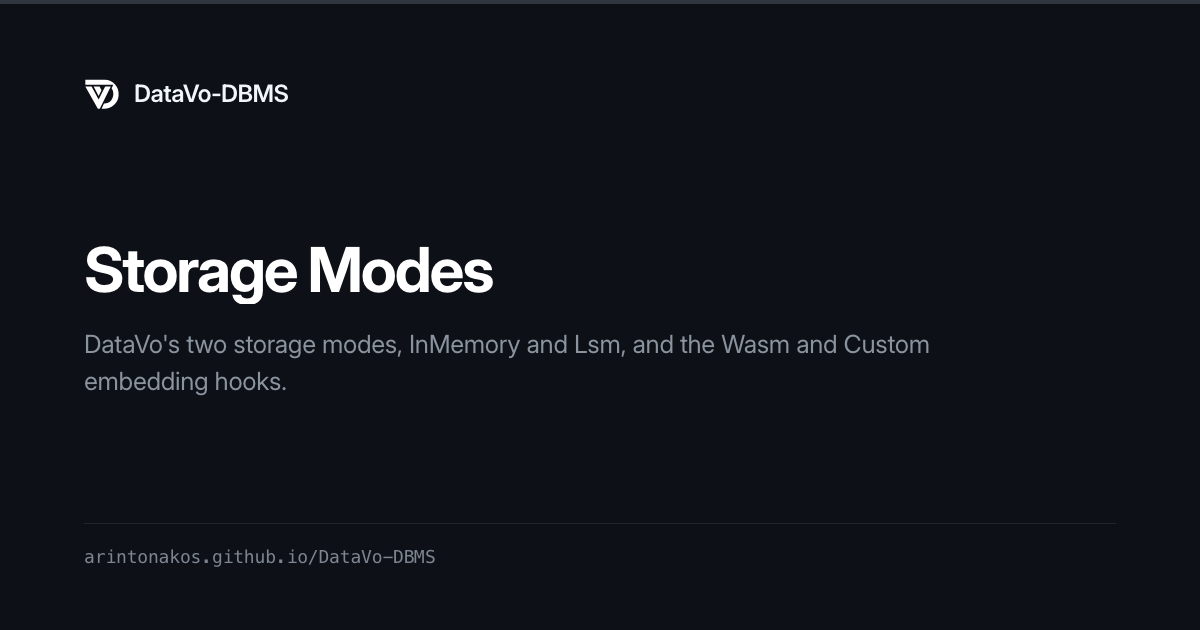 DataVo-DBMS
Storage Modes
DataVo's two storage modes, InMemory and Lsm, and the Wasm and Custom
embedding hooks.
arintonakos.github.io/DataVo-DBMS